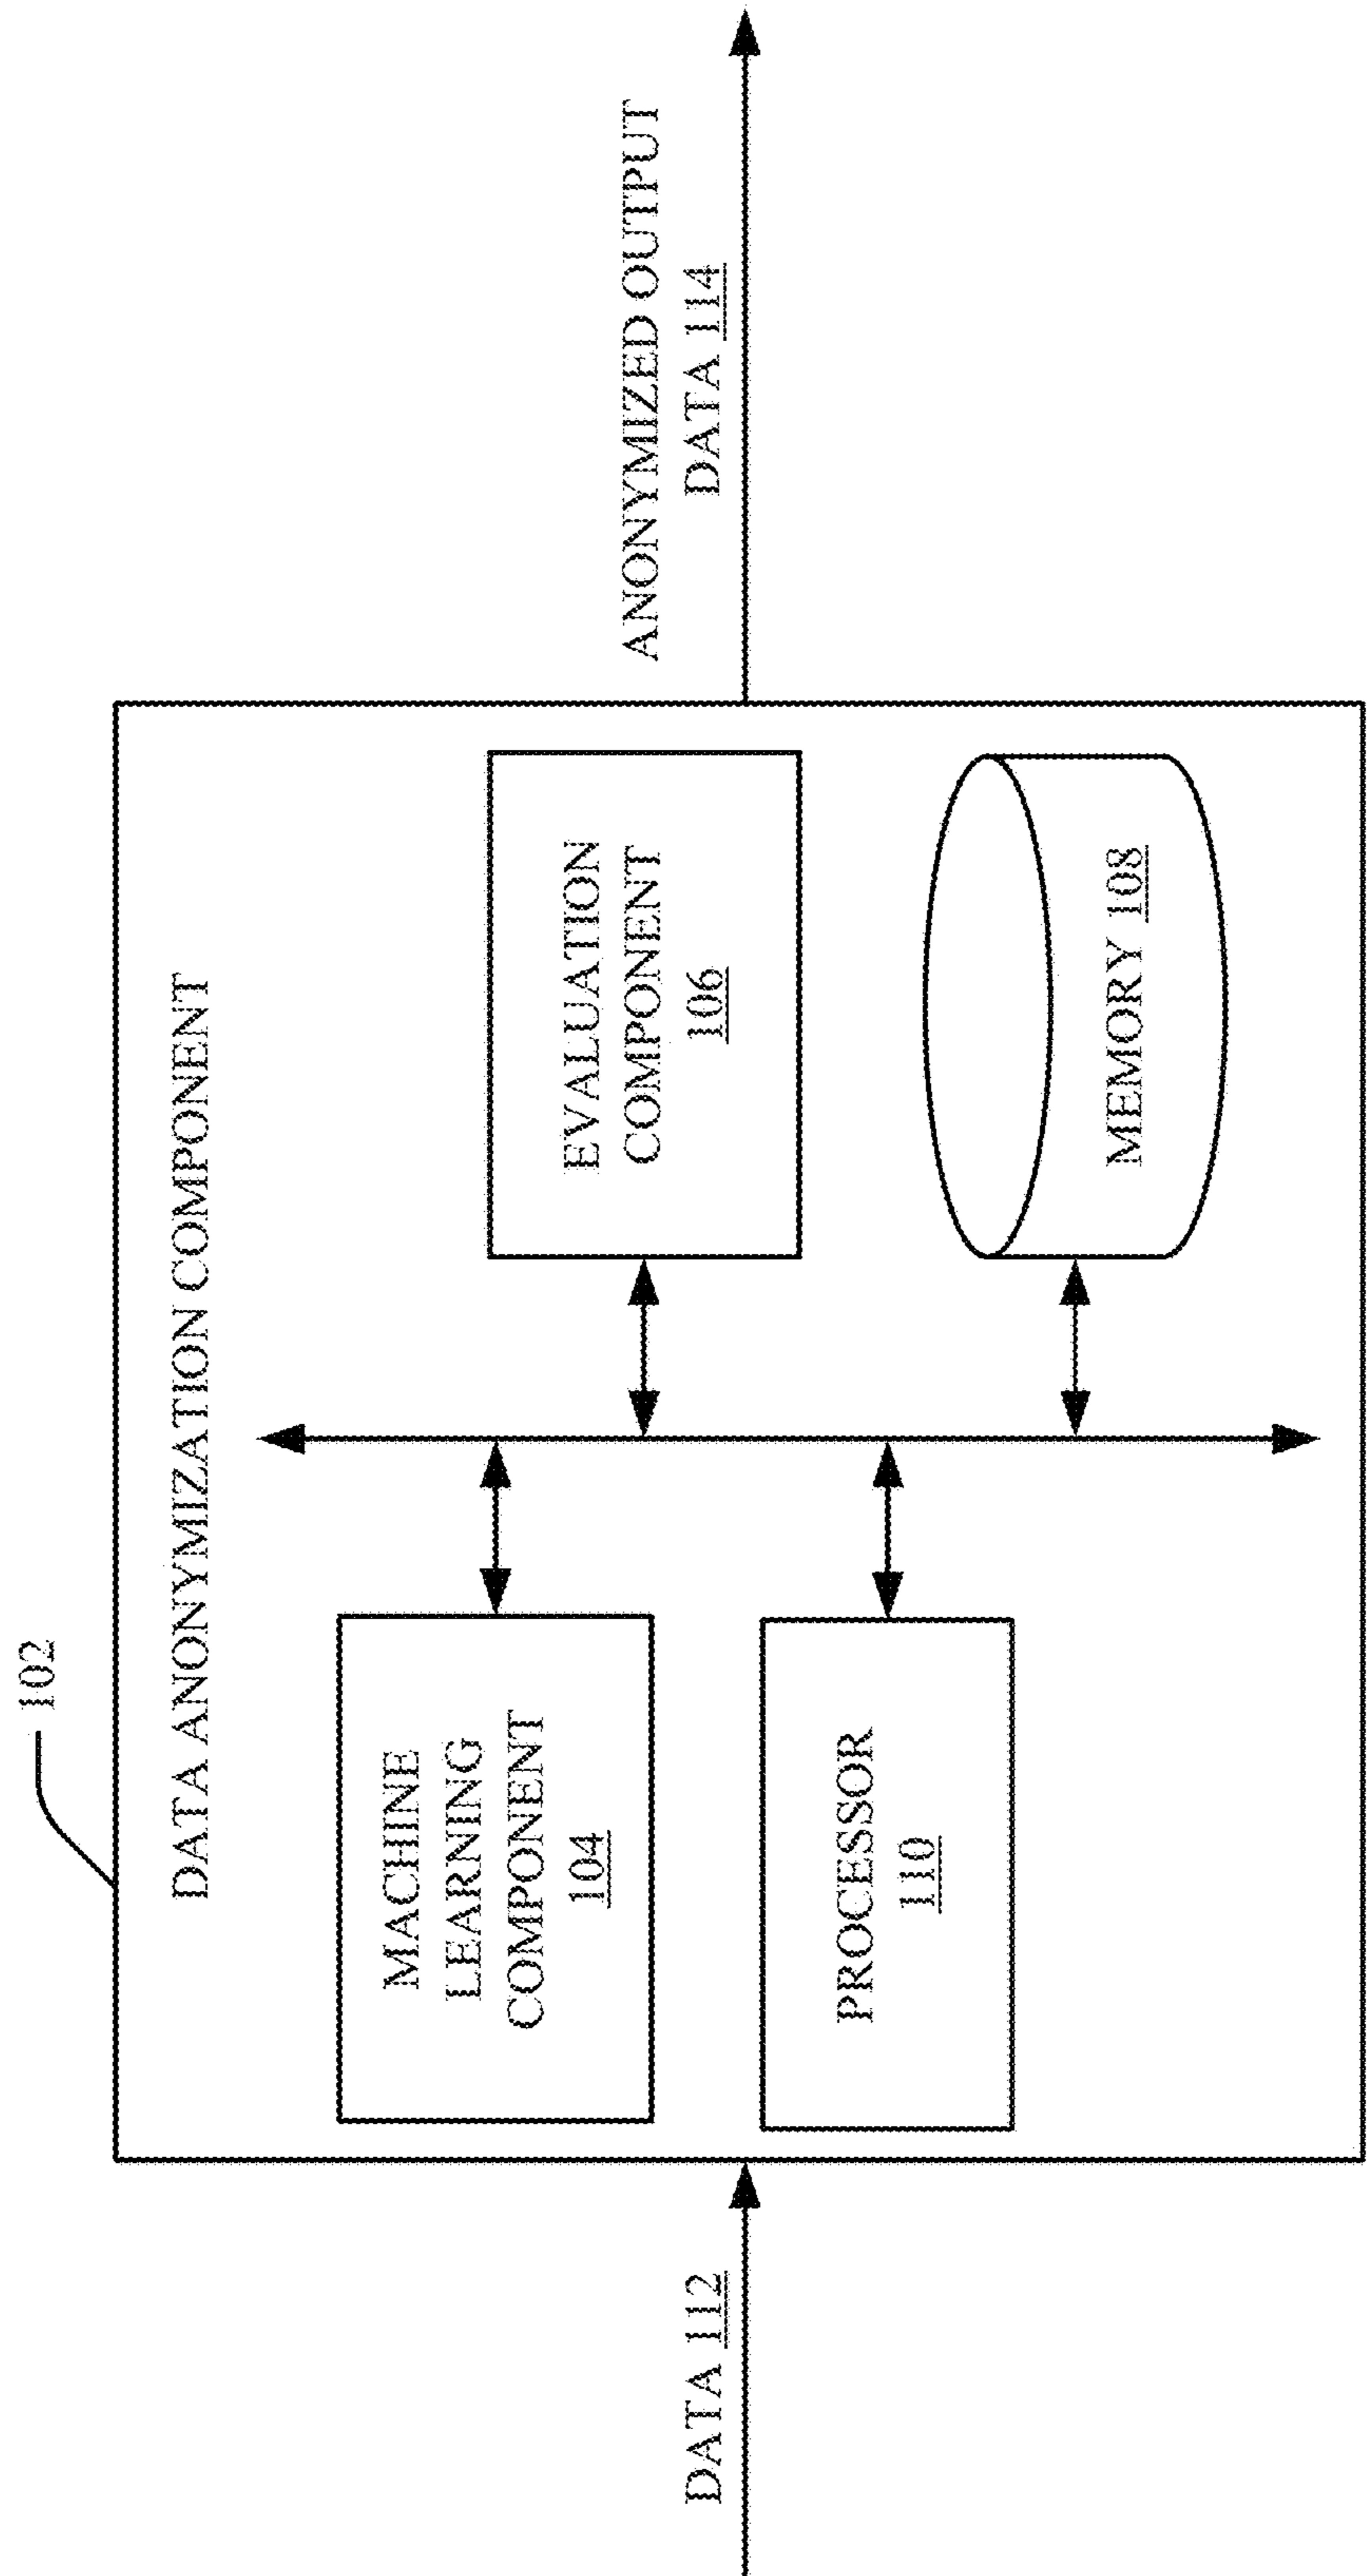 102
DATA ANONYMIZATION COMPONENT
MACHINE
LEARNING
COMPONENT
104
EVALUATION
COMPONENT
106
PROCESSOR
110
MEMORY 108
DATA 112
ANONYMIZED OUTPUT
DATA 114